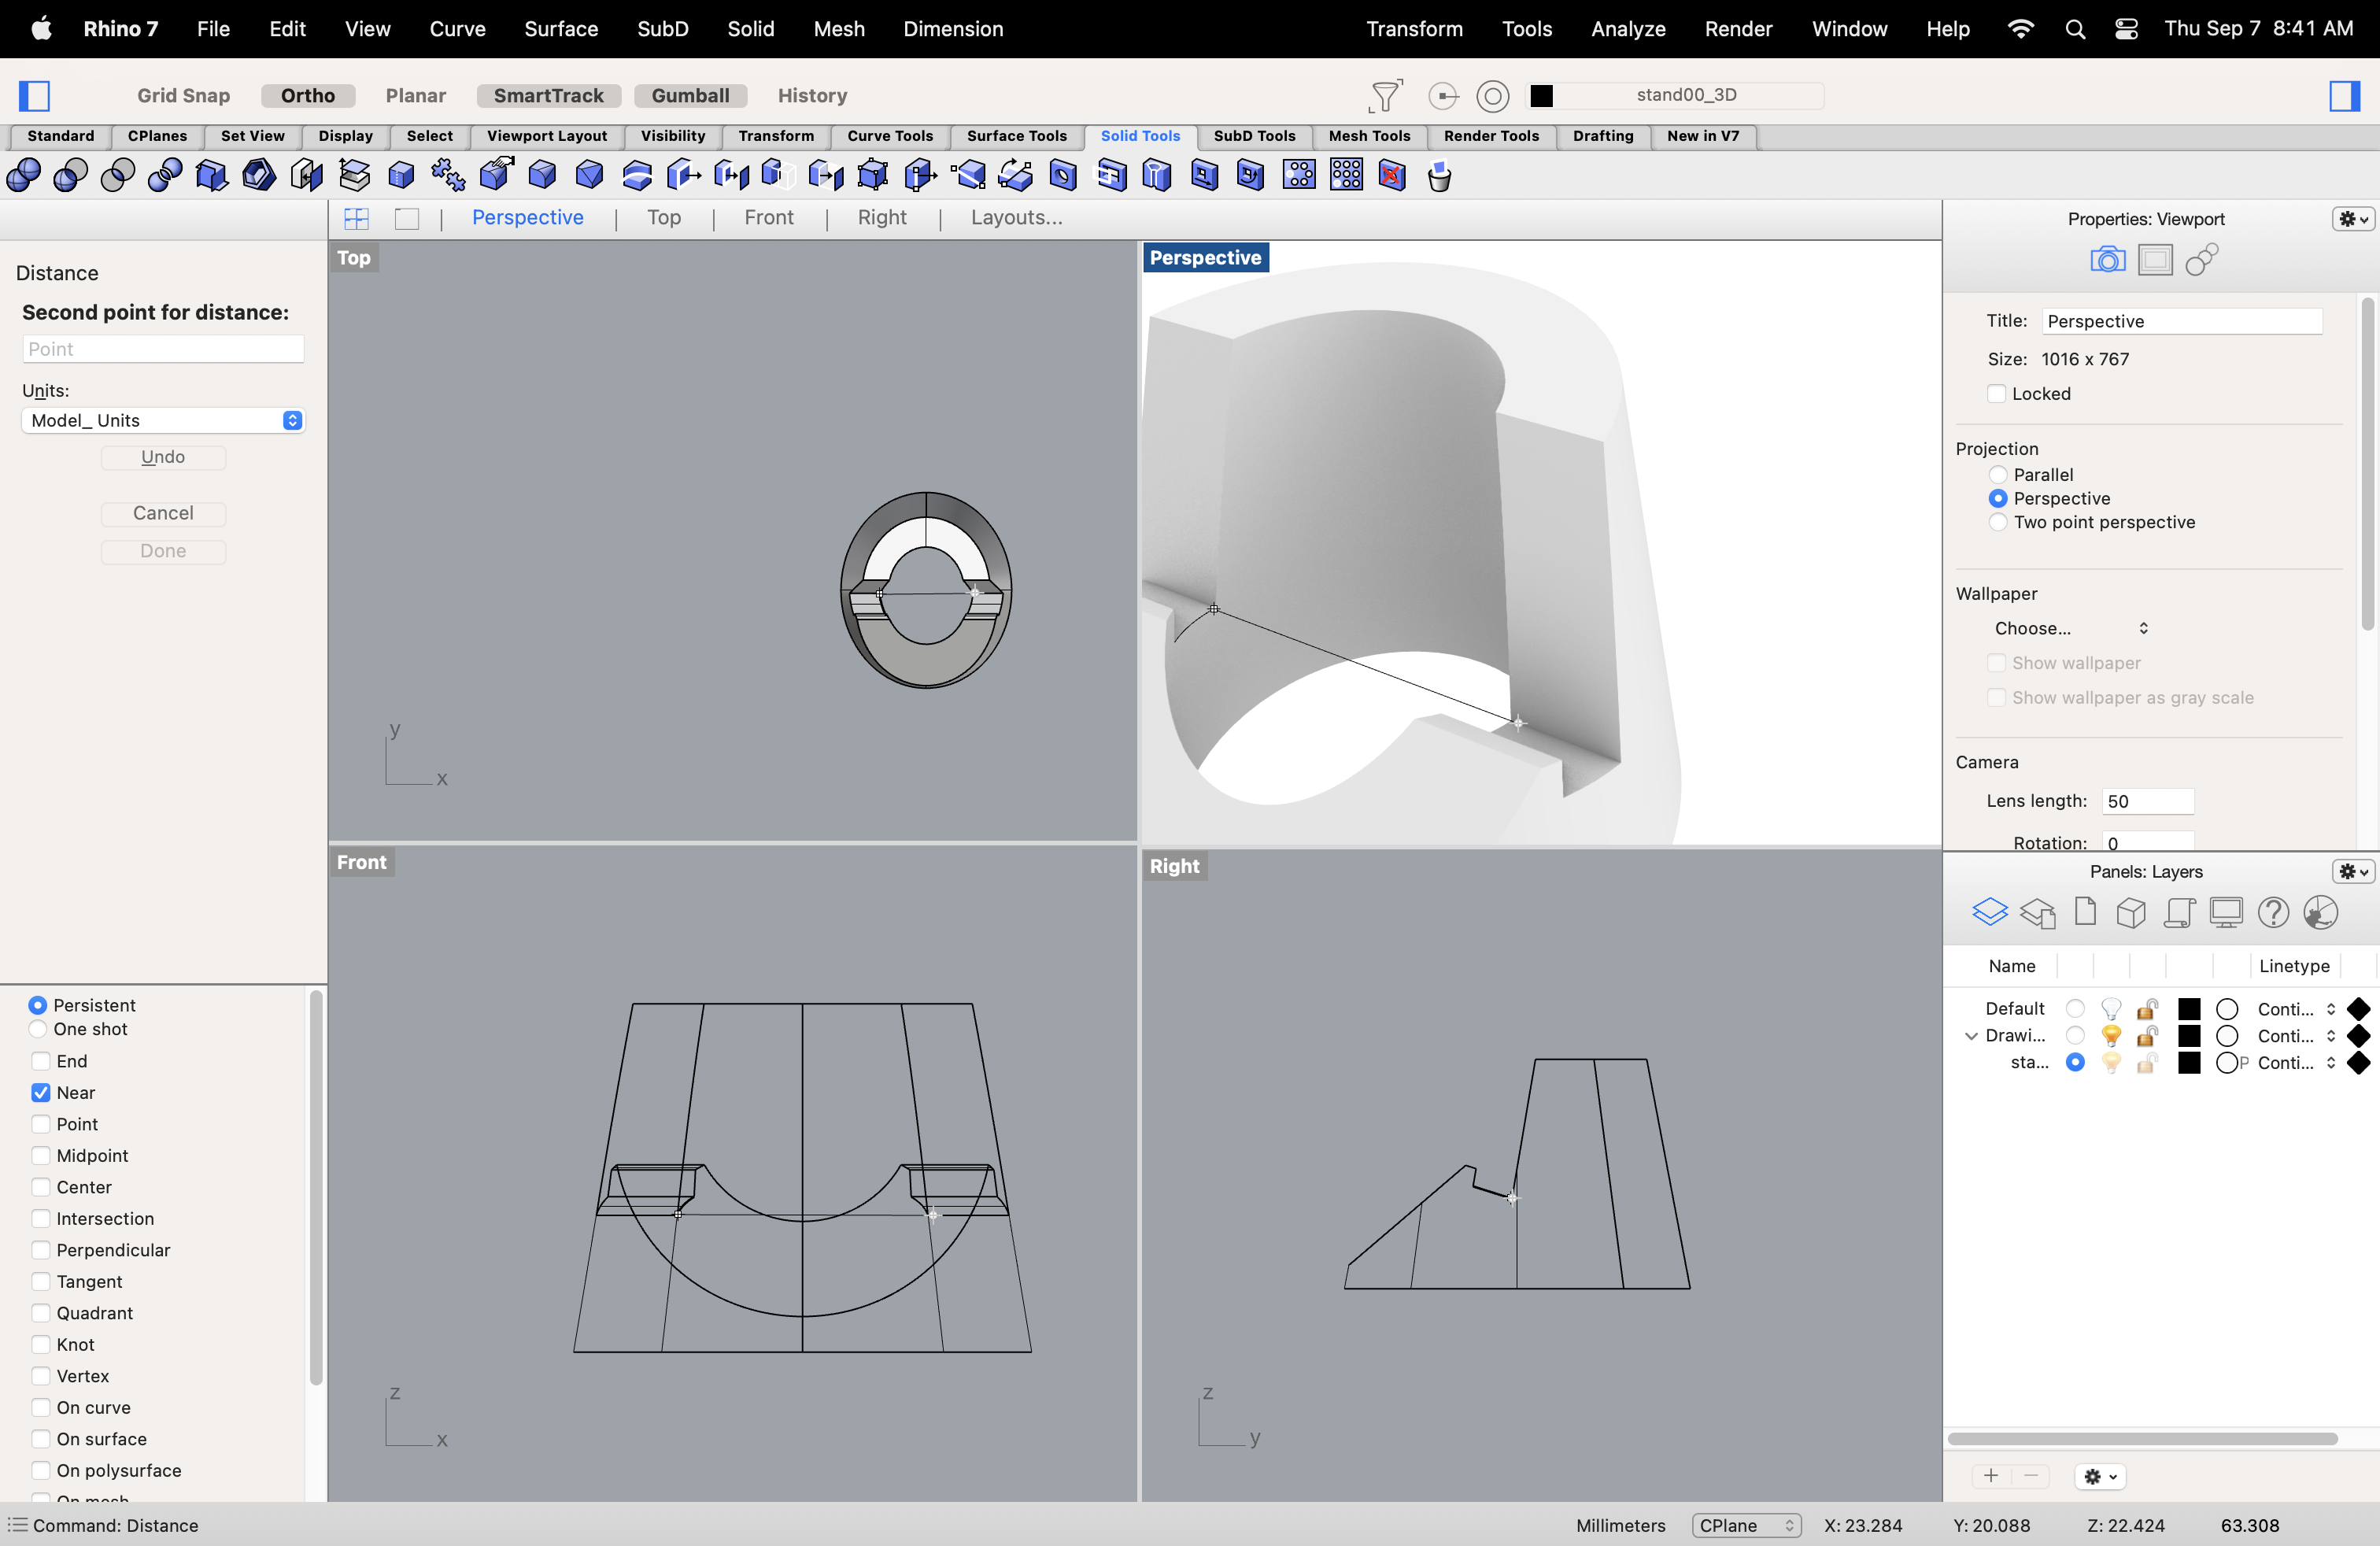 Rhino 7 File Edit View Curve Surface SubD Solid Mesh Dimension Transform Tools Analyze Render Window Help Thu Sep 7 8:41 AM
Grid Snap Ortho Planar SmartTrack Gumball History stand00_3D
Standard CPlanes Set View Display Select Viewport Layout Visibility Transform Curve Tools Surface Tools Solid Tools SubD Tools Mesh Tools Render Tools Drafting New in V7
Perspective | Top | Front | Right | Layouts...
Distance
Second point for distance:
Point
Units:
Model_ Units
Undo
Cancel
Done
Persistent
One shot
End
Near
Point
Midpoint
Center
Intersection
Perpendicular
Tangent
Quadrant
Knot
Vertex
On curve
On surface
On polysurface
On mesh
Top
y
x
Perspective
Front
z
x
Right
z
y
Properties: Viewport
Title: Perspective
Size: 1016 x 767
Locked
Projection
Parallel
Perspective
Two point perspective
Wallpaper
Choose...
Show wallpaper
Show wallpaper as gray scale
Camera
Lens length: 50
Rotation: 0
Panels: Layers
Name Linetype
Default Conti...
Drawi... Conti...
sta... P Conti...
Command: Distance
Millimeters CPlane X: 23.284 Y: 20.088 Z: 22.424 63.308